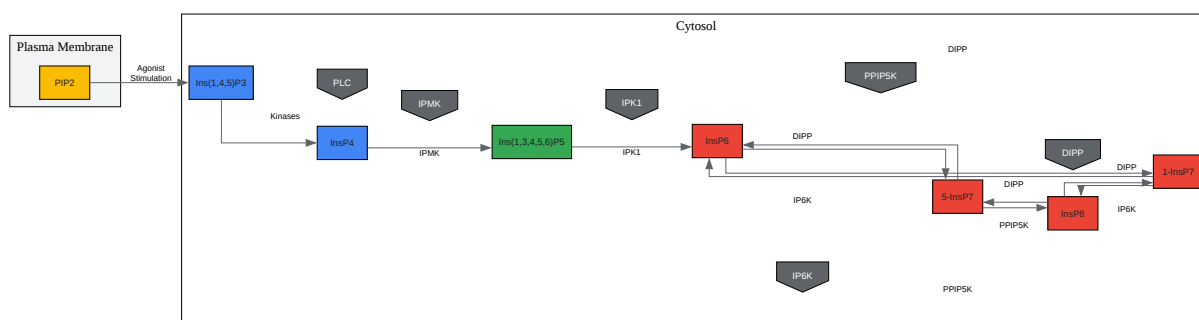 Cytosol
Plasma Membrane
DIPP
Agonist
Stimulation
PIP2
Ins(1,4,5)P3
PLC
PPIP5K
IPMK
IPK1
Kinases
InsP4
IPMK
Ins(1,3,4,5,6)P5
IPK1
InsP6
DIPP
DIPP
DIPP
1-InsP7
DIPP
IP6K
5-InsP7
InsP8
IP6K
PPIP5K
IP6K
PPIP5K